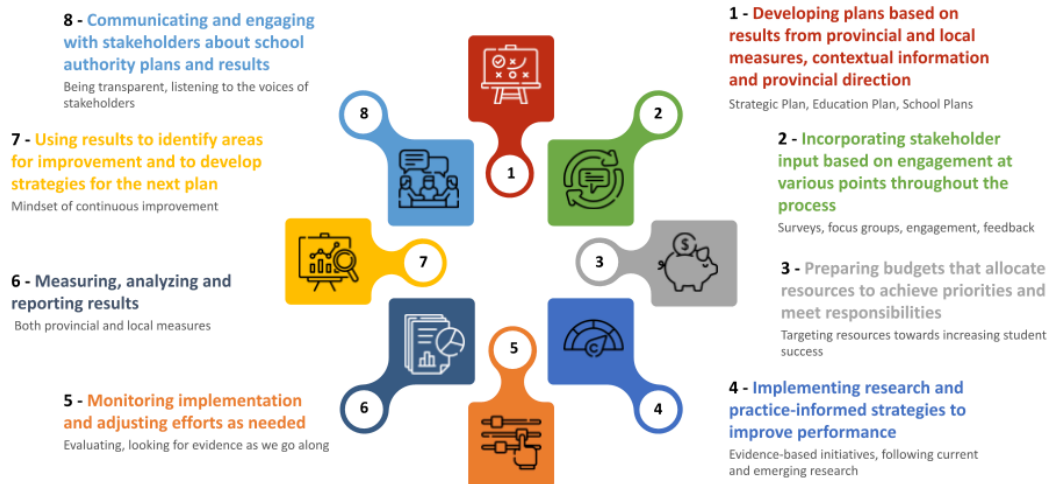 1 - Developing plans based on
results from provincial and local
measures, contextual information
and provincial direction
Strategic Plan, Education Plan, School Plans
2 - Incorporating stakeholder
input based on engagement at
various points throughout the
process
Surveys, focus groups, engagement, feedback
3 - Preparing budgets that allocate
resources to achieve priorities and
meet responsibilities
Targeting resources towards increasing student
success
4 - Implementing research and
practice-informed strategies to
improve performance
Evidence-based initiatives, following current
and emerging research
5 - Monitoring implementation
and adjusting efforts as needed
Evaluating, looking for evidence as we go along
6 - Measuring, analyzing and
reporting results
Both provincial and local measures
7 - Using results to identify areas
for improvement and to develop
strategies for the next plan
Mindset of continuous improvement
8 - Communicating and engaging
with stakeholders about school
authority plans and results
Being transparent, listening to the voices of
stakeholders
1
2
3
$
4
C
5
6
7
8